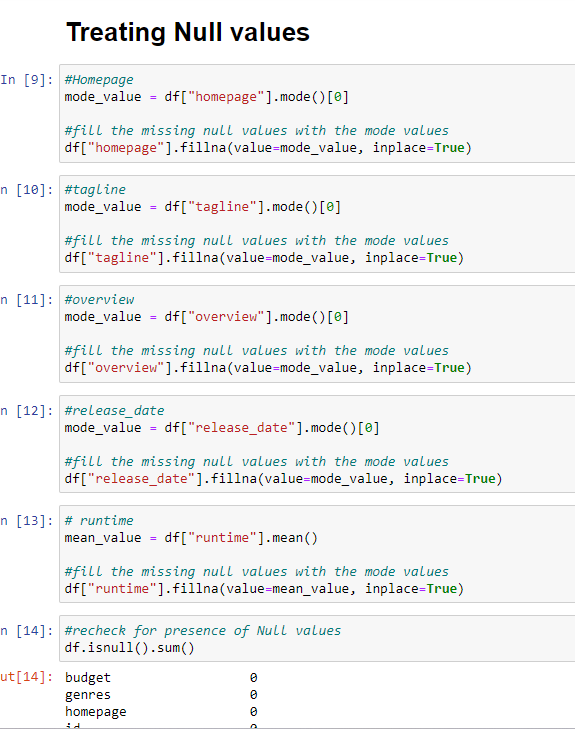 Treating Null values
In [9]:
#Homepage
mode_value = df["homepage"].mode()[0]
#fill the missing null values with the mode values
df["homepage"].fillna(value=mode_value, inplace=True)
n [10]:
#tagline
mode_value = df["tagline"].mode()[0]
#fill the missing null values with the mode values
df["tagline"].fillna(value=mode_value, inplace=True)
n [11]:
#overview
mode_value = df["overview"].mode()[0]
#fill the missing null values with the mode values
df["overview"].fillna(value=mode_value, inplace=True)
n [12]:
#release_date
mode_value = df["release_date"].mode()[0]
#fill the missing null values with the mode values
df["release_date"].fillna(value=mode_value, inplace=True)
n [13]:
# runtime
mean_value = df["runtime"].mean()
#fill the missing null values with the mode values
df["runtime"].fillna(value=mean_value, inplace=True)
n [14]:
#recheck for presence of Null values
df.isnull().sum()
ut[14]:
budget 0
genres 0
homepage 0